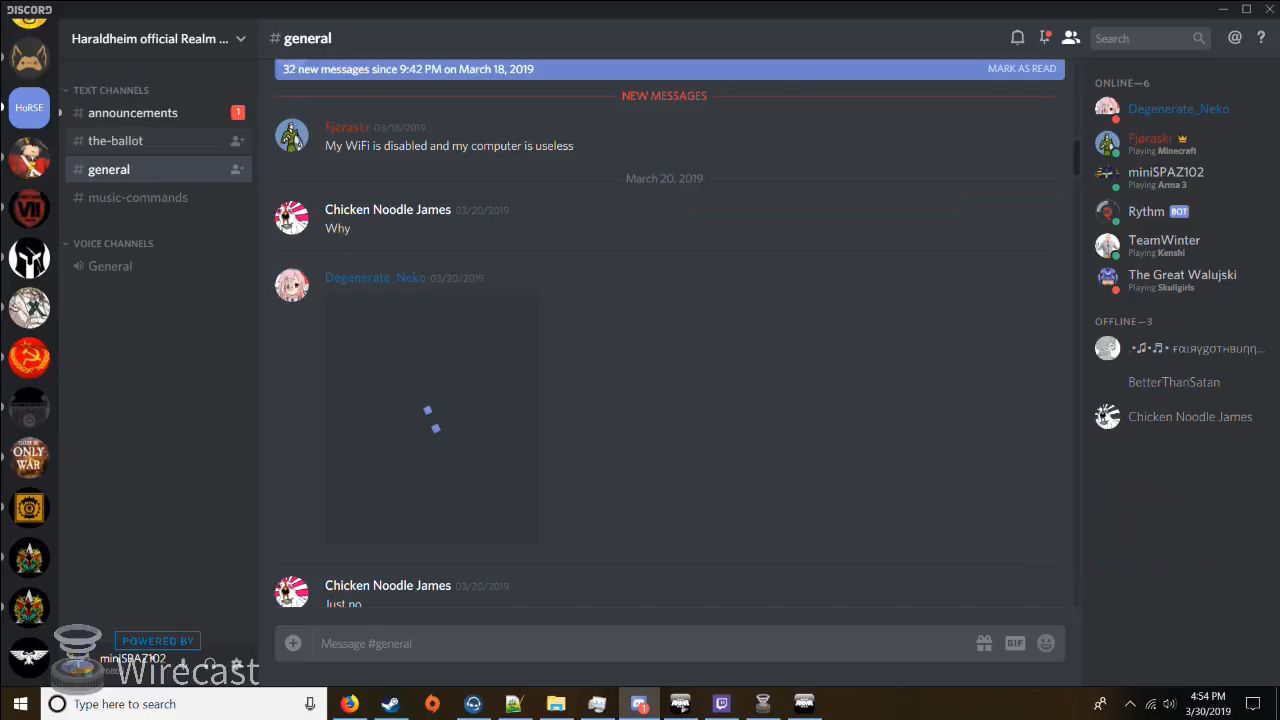 DISCORD
Haraldheim official Realm ...
# general
Search
@
?
32 new messages since 9:42 PM on March 18, 2019
MARK AS READ
NEW MESSAGES
TEXT CHANNELS
# announcements
1
# the-ballot
# general
# music-commands
VOICE CHANNELS
General
HoRSE
VII
THERE IS
ONLY
WAR
Fjøraskr 03/18/2019
My WiFi is disabled and my computer is useless
March 20, 2019
Chicken Noodle James 03/20/2019
Why
Degenerate_Neko 03/20/2019
Chicken Noodle James 03/20/2019
Just no
Message #general
GIF
ONLINE—6
Degenerate_Neko
Fjøraskr
Playing Minecraft
miniSPAZ102
Playing Arma 3
Rythm BOT
TeamWinter
Playing Kenshi
The Great Walujski
Playing Skullgirls
OFFLINE—3
BetterThanSatan
Chicken Noodle James
POWERED BY
miniSPAZ102
Wirecast
Type here to search
4:54 PM
3/30/2019